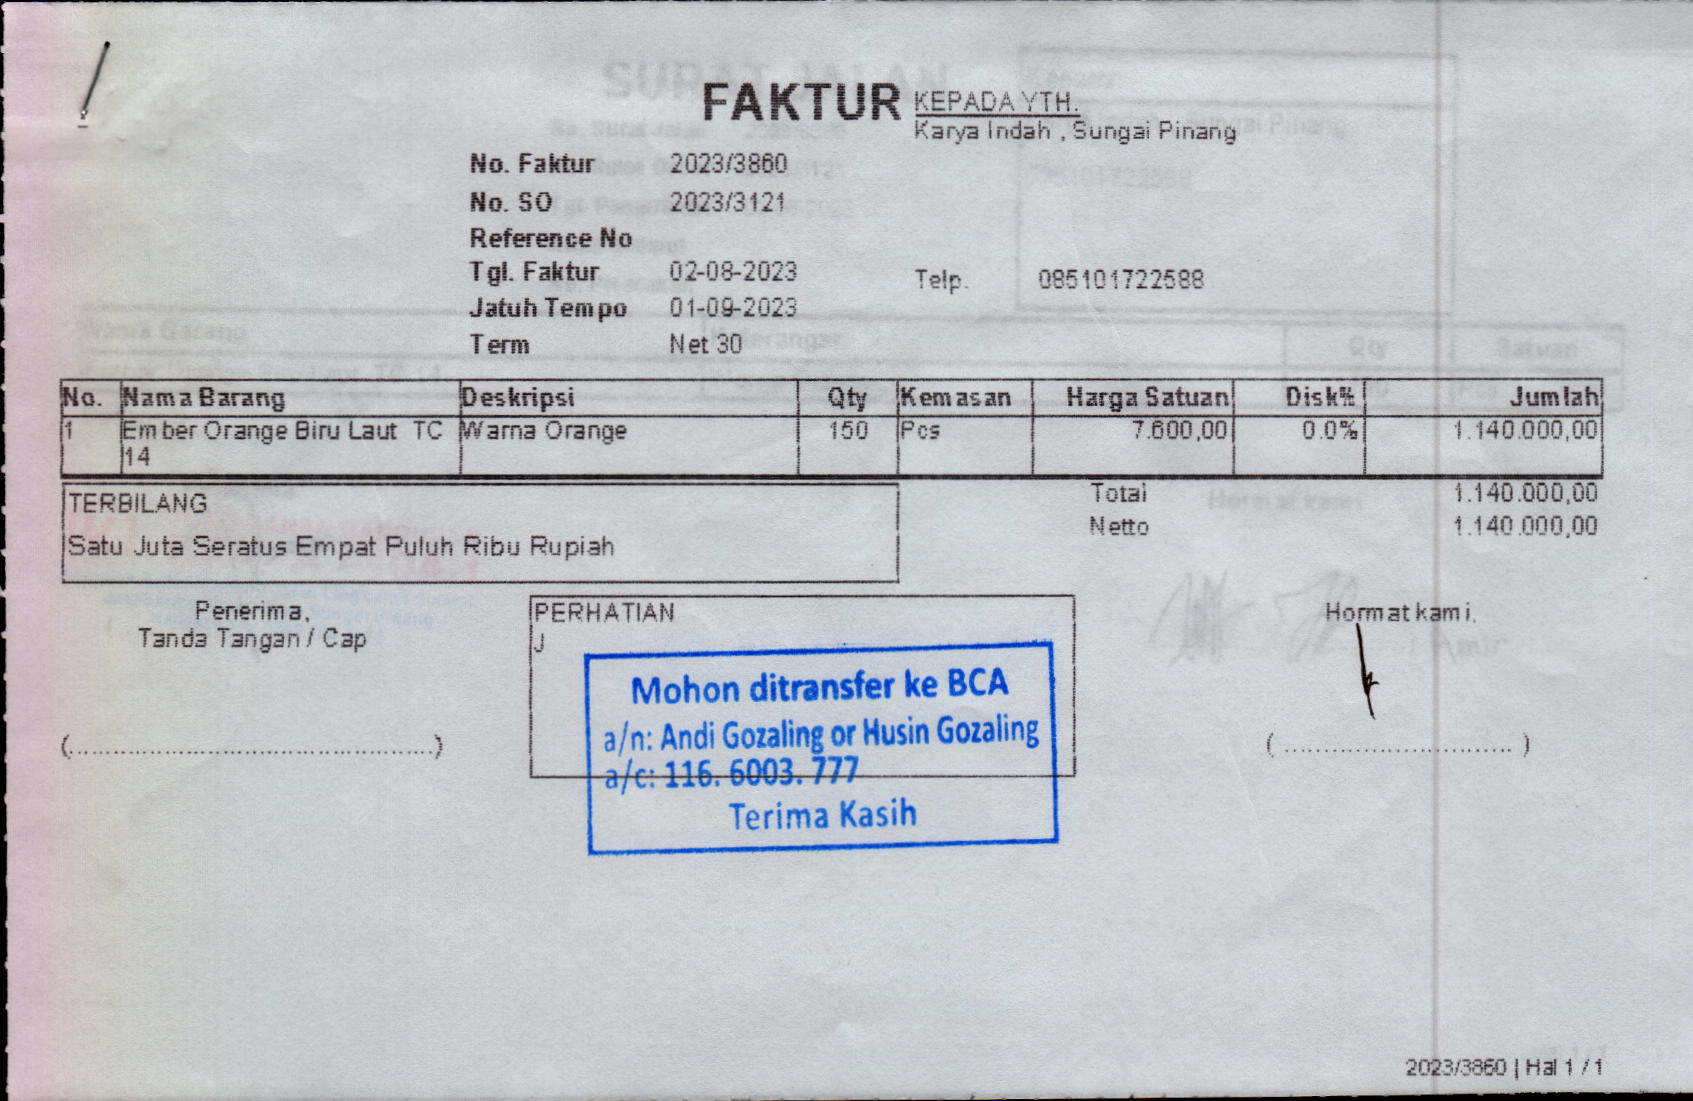 FAKTUR
KEPADA YTH.
Karya Indah , Sungai Pinang
No. Faktur 2023/3860
No. SO 2023/3121
Reference No
Tgl. Faktur 02-08-2023
Telp. 085101722588
Jatuh Tempo 01-09-2023
Term Net 30
No. Nama Barang Deskripsi Qty Kemasan Harga Satuan Disk% Jumlah
1 Ember Orange Biru Laut TC Warna Orange 150 Pcs 7.600,00 0.0% 1.140.000,00
14
TERBILANG
Total 1.140.000,00
Netto 1.140.000,00
Satu Juta Seratus Empat Puluh Ribu Rupiah
Penerima,
Tanda Tangan / Cap
(..................................................)
PERHATIAN
J
Mohon ditransfer ke BCA
a/n: Andi Gozaling or Husin Gozaling
a/c: 116. 6003. 777
Terima Kasih
Hormat kami,
( ................................ )
2023/3860 | Hal 1 / 1